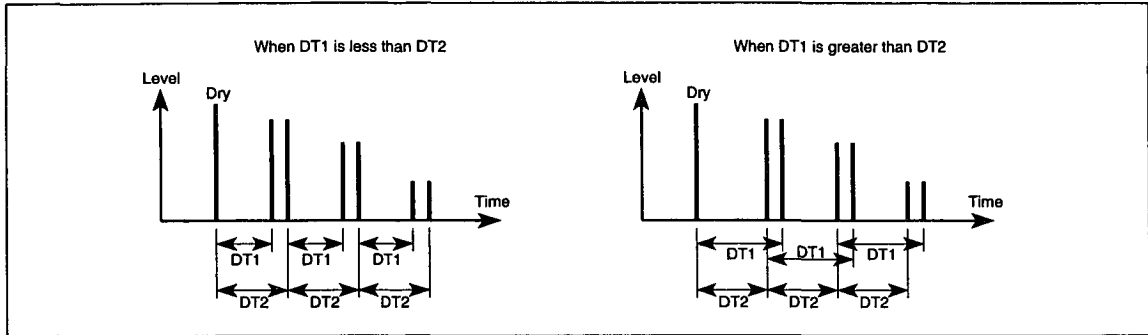 When DT1 is less than DT2
Level
Dry
Time
DT1
DT1
DT1
DT2
DT2
DT2
When DT1 is greater than DT2
Level
Dry
Time
DT1
DT1
DT1
DT2
DT2
DT2